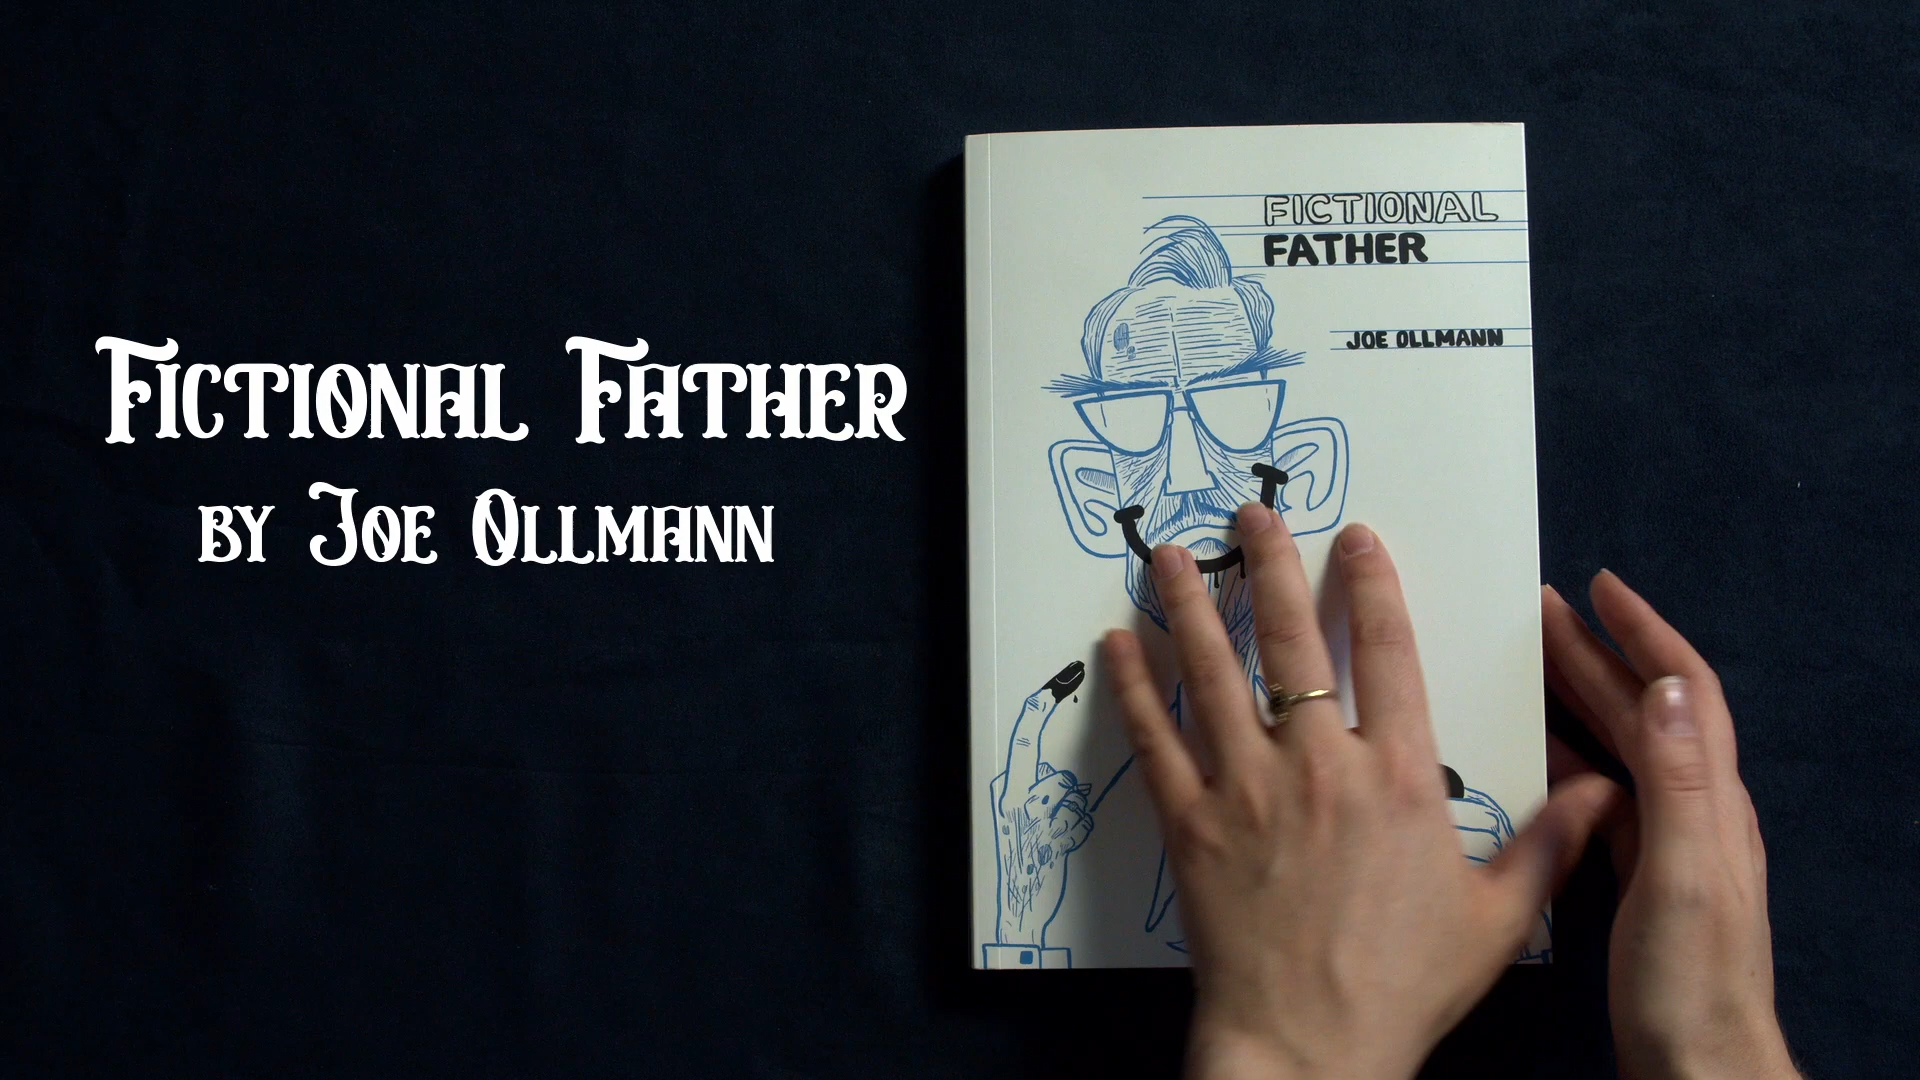 Fictional Father
by Joe Ollmann
FICTIONAL
FATHER
JOE OLLMANN